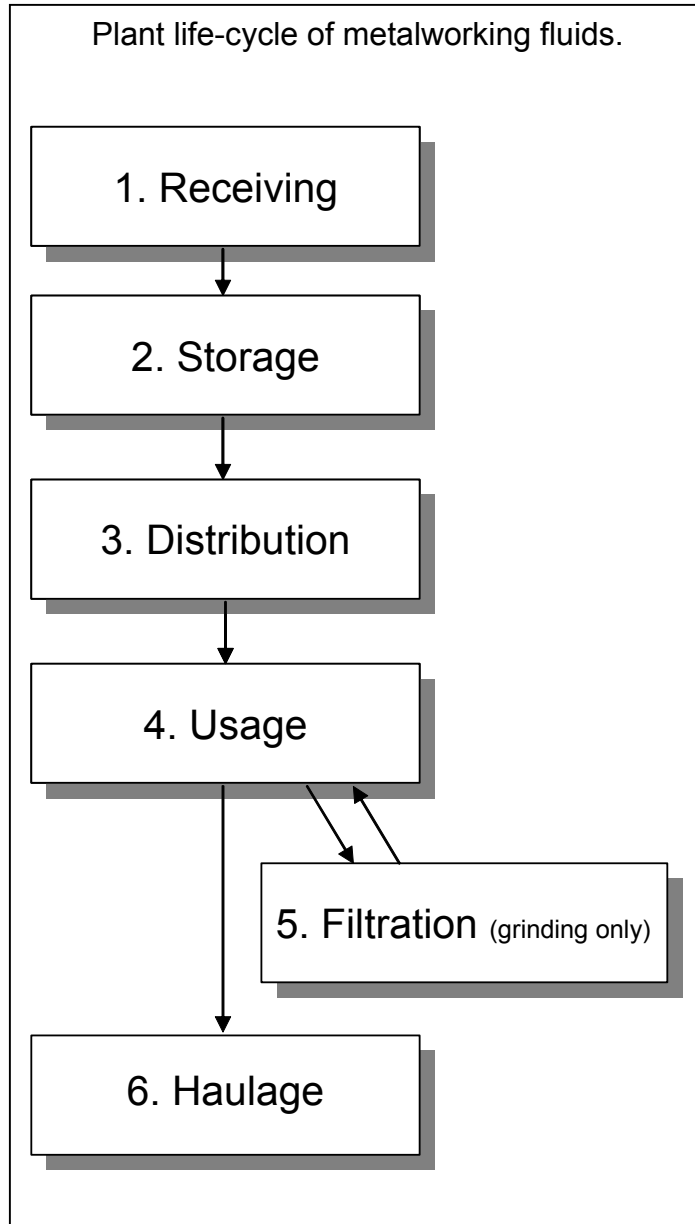 Plant life-cycle of metalworking fluids.
1. Receiving
2. Storage
3. Distribution
4. Usage
5. Filtration (grinding only)
6. Haulage